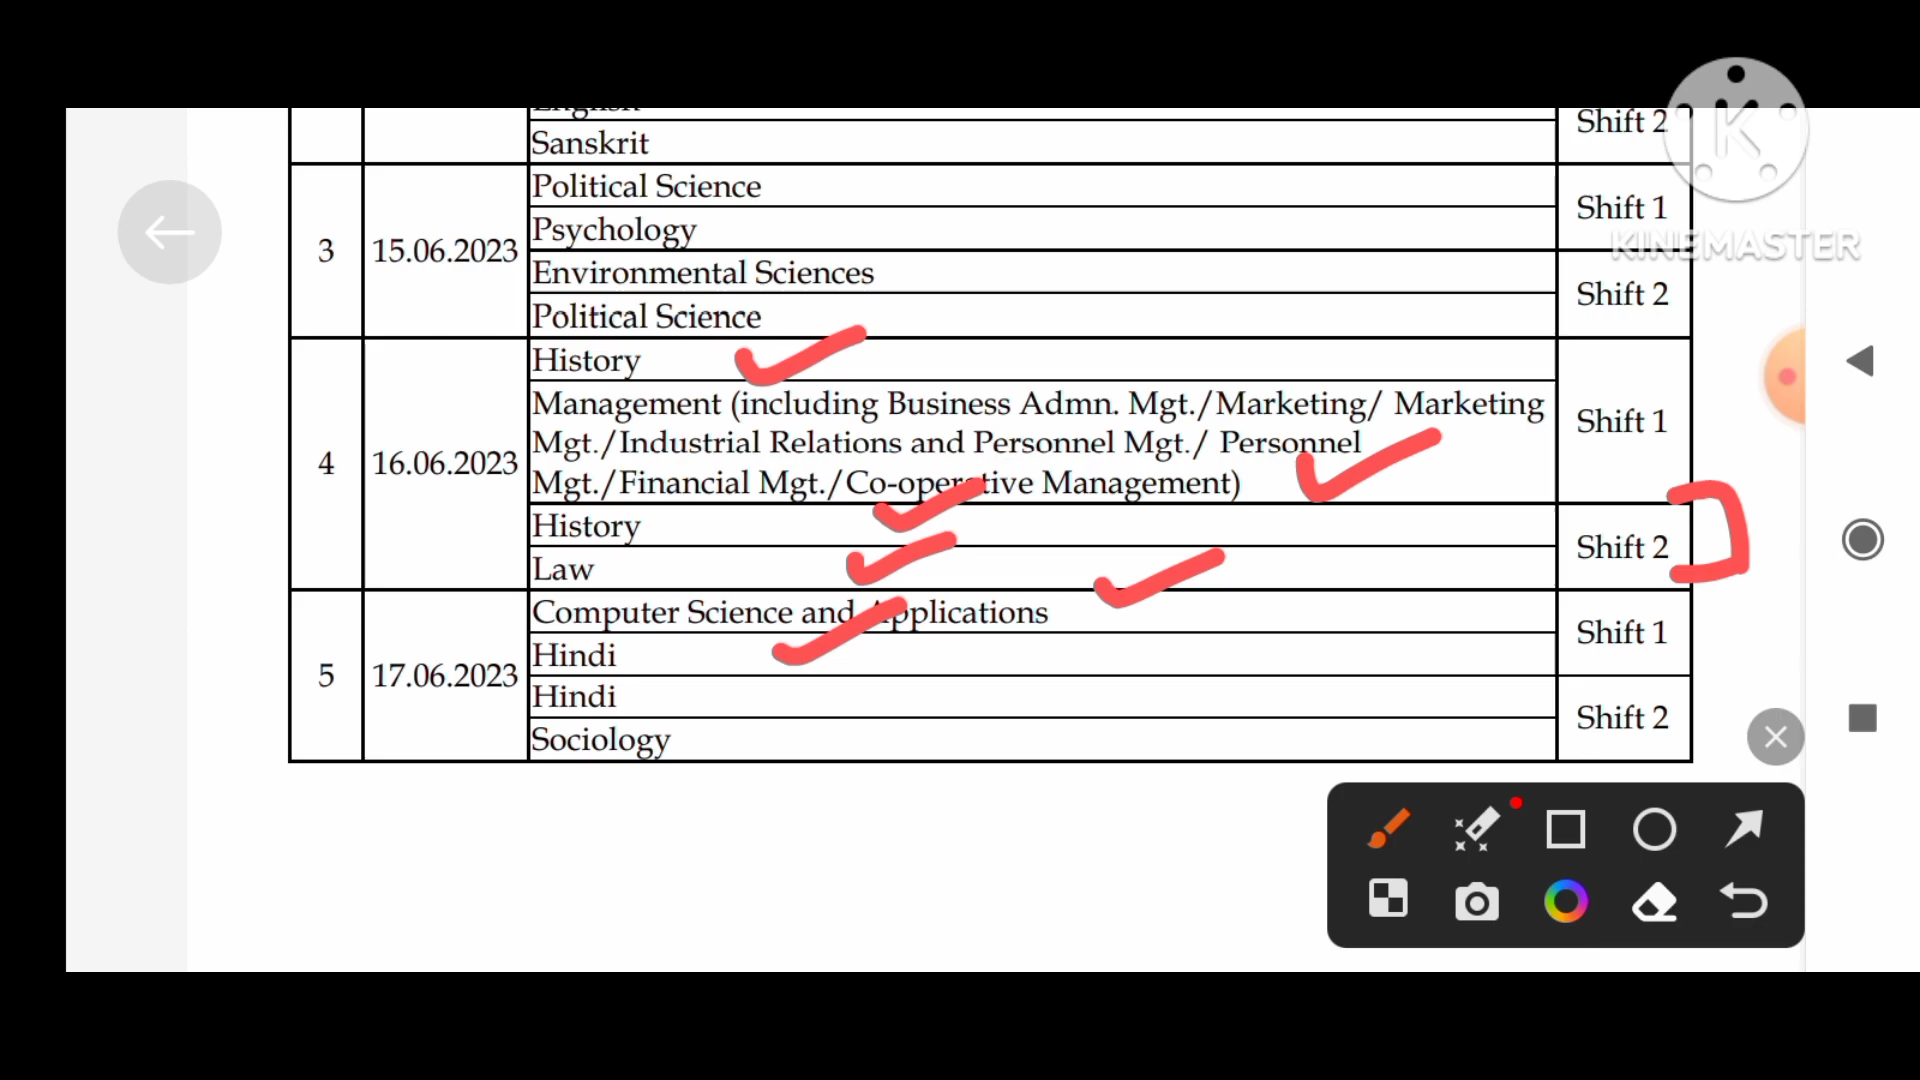 English
Sanskrit
Shift 2
3
15.06.2023
Political Science
Psychology
Shift 1
Environmental Sciences
Political Science
Shift 2
4
16.06.2023
History
Management (including Business Admn. Mgt./Marketing/ Marketing
Mgt./Industrial Relations and Personnel Mgt./ Personnel
Mgt./Financial Mgt./Co-operative Management)
Shift 1
History
Law
Shift 2
5
17.06.2023
Computer Science and Applications
Hindi
Shift 1
Hindi
Sociology
Shift 2
K
KINEMASTER